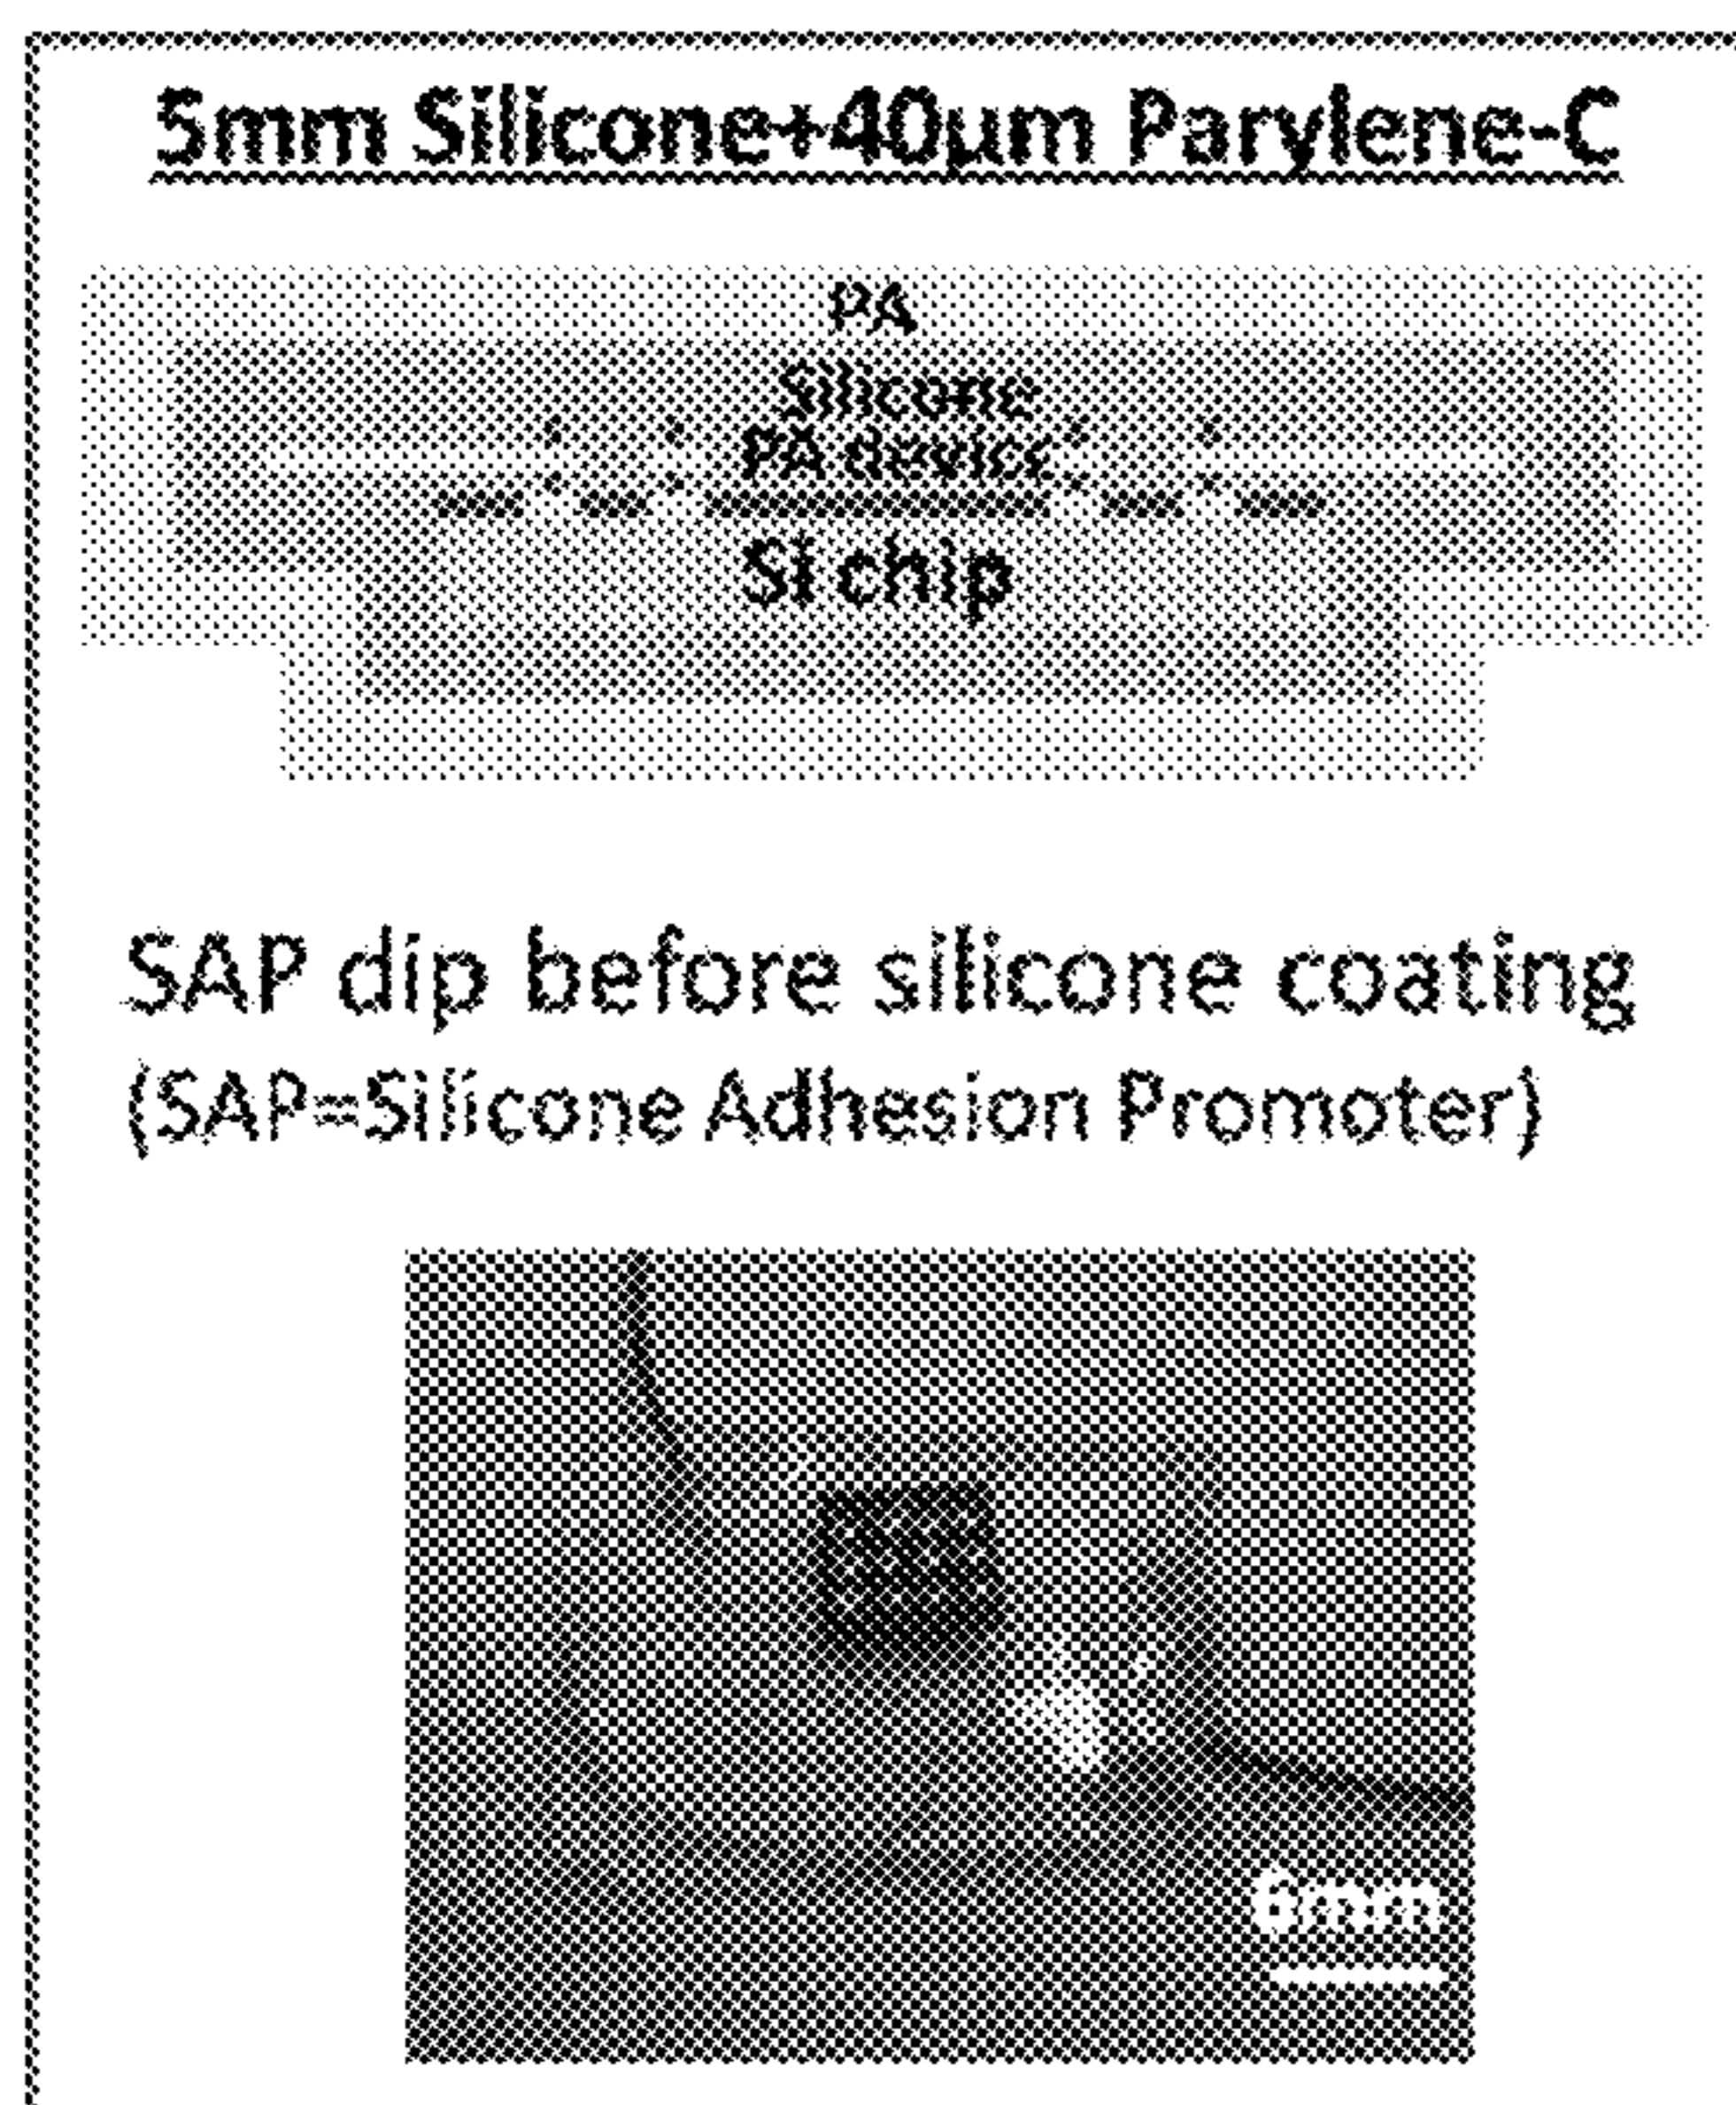 5mm Silicone+40µm Parylene-C
PA
Silicone
PA device
Si chip
SAP dip before silicone coating
(SAP=Silicone Adhesion Promoter)
6mm